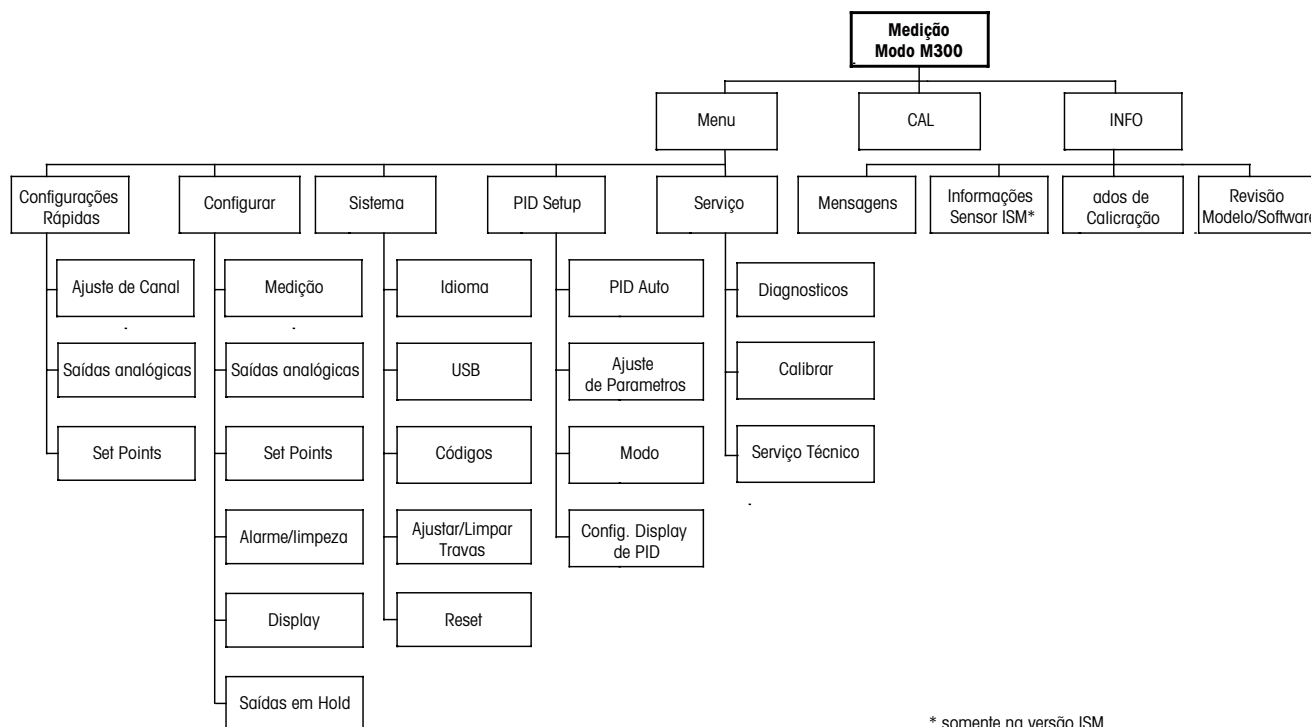 Medição
Modo M300
Menu
CAL
INFO
Configurações
Rápidas
Configurar
Sistema
PID Setup
Serviço
Mensagens
Informações
Sensor ISM*
ados de
Calicração
Revisão
Modelo/Software
Ajuste de Canal
Medição
Idioma
PID Auto
Diagnosticos
Saídas analógicas
Saídas analógicas
USB
Ajuste
de Parametros
Calibrar
Set Points
Set Points
Códigos
Modo
Serviço Técnico
Alarme/limpeza
Ajustar/Limpar
Travas
Config. Display
de PID
Display
Reset
Saídas em Hold
* somente na versão ISM